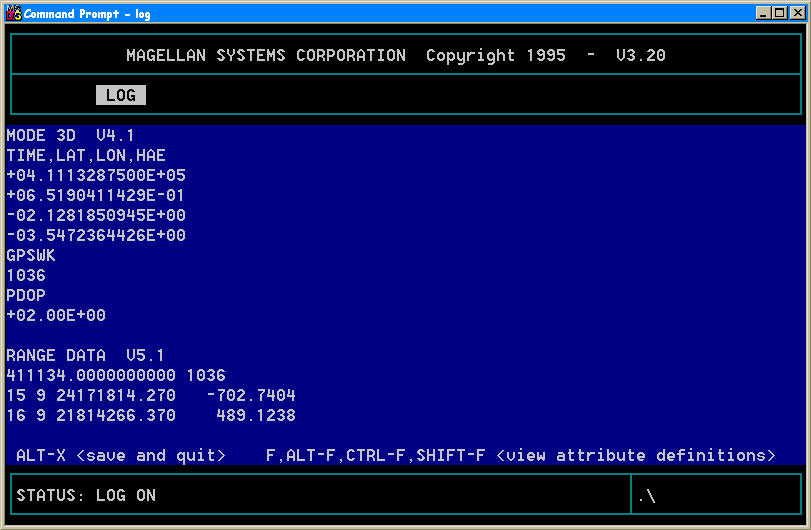 Command Prompt - log
MAGELLAN SYSTEMS CORPORATION  Copyright 1995  -  V3.20
LOG
MODE 3D  V4.1
TIME,LAT,LON,HAE
+04.1113287500E+05
+06.5190411429E-01
-02.1281850945E+00
-03.5472364426E+00
GPSWK
1036
PDOP
+02.00E+00
RANGE DATA  V5.1
411134.0000000000 1036
15 9 24171814.270   -702.7404
16 9 21814266.370    489.1238
ALT-X <save and quit>    F,ALT-F,CTRL-F,SHIFT-F <view attribute definitions>
STATUS: LOG ON
.\